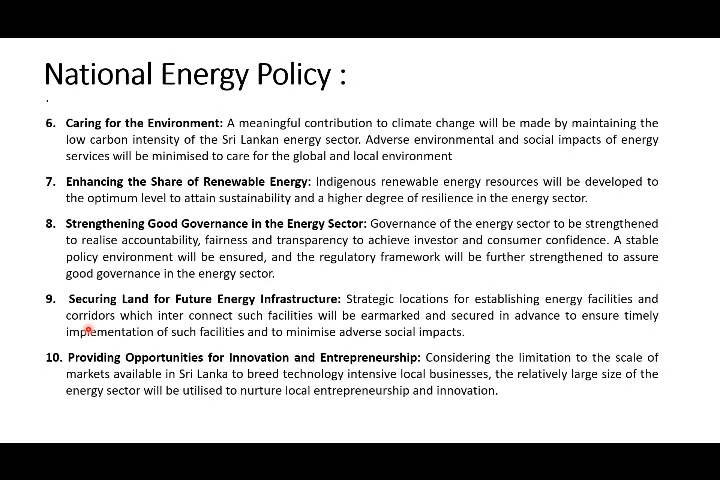 National Energy Policy :
.
6. Caring for the Environment: A meaningful contribution to climate change will be made by maintaining the
low carbon intensity of the Sri Lankan energy sector. Adverse environmental and social impacts of energy
services will be minimised to care for the global and local environment
7. Enhancing the Share of Renewable Energy: Indigenous renewable energy resources will be developed to
the optimum level to attain sustainability and a higher degree of resilience in the energy sector.
8. Strengthening Good Governance in the Energy Sector: Governance of the energy sector to be strengthened
to realise accountability, fairness and transparency to achieve investor and consumer confidence. A stable
policy environment will be ensured, and the regulatory framework will be further strengthened to assure
good governance in the energy sector.
9. Securing Land for Future Energy Infrastructure: Strategic locations for establishing energy facilities and
corridors which inter connect such facilities will be earmarked and secured in advance to ensure timely
implementation of such facilities and to minimise adverse social impacts.
10. Providing Opportunities for Innovation and Entrepreneurship: Considering the limitation to the scale of
markets available in Sri Lanka to breed technology intensive local businesses, the relatively large size of the
energy sector will be utilised to nurture local entrepreneurship and innovation.